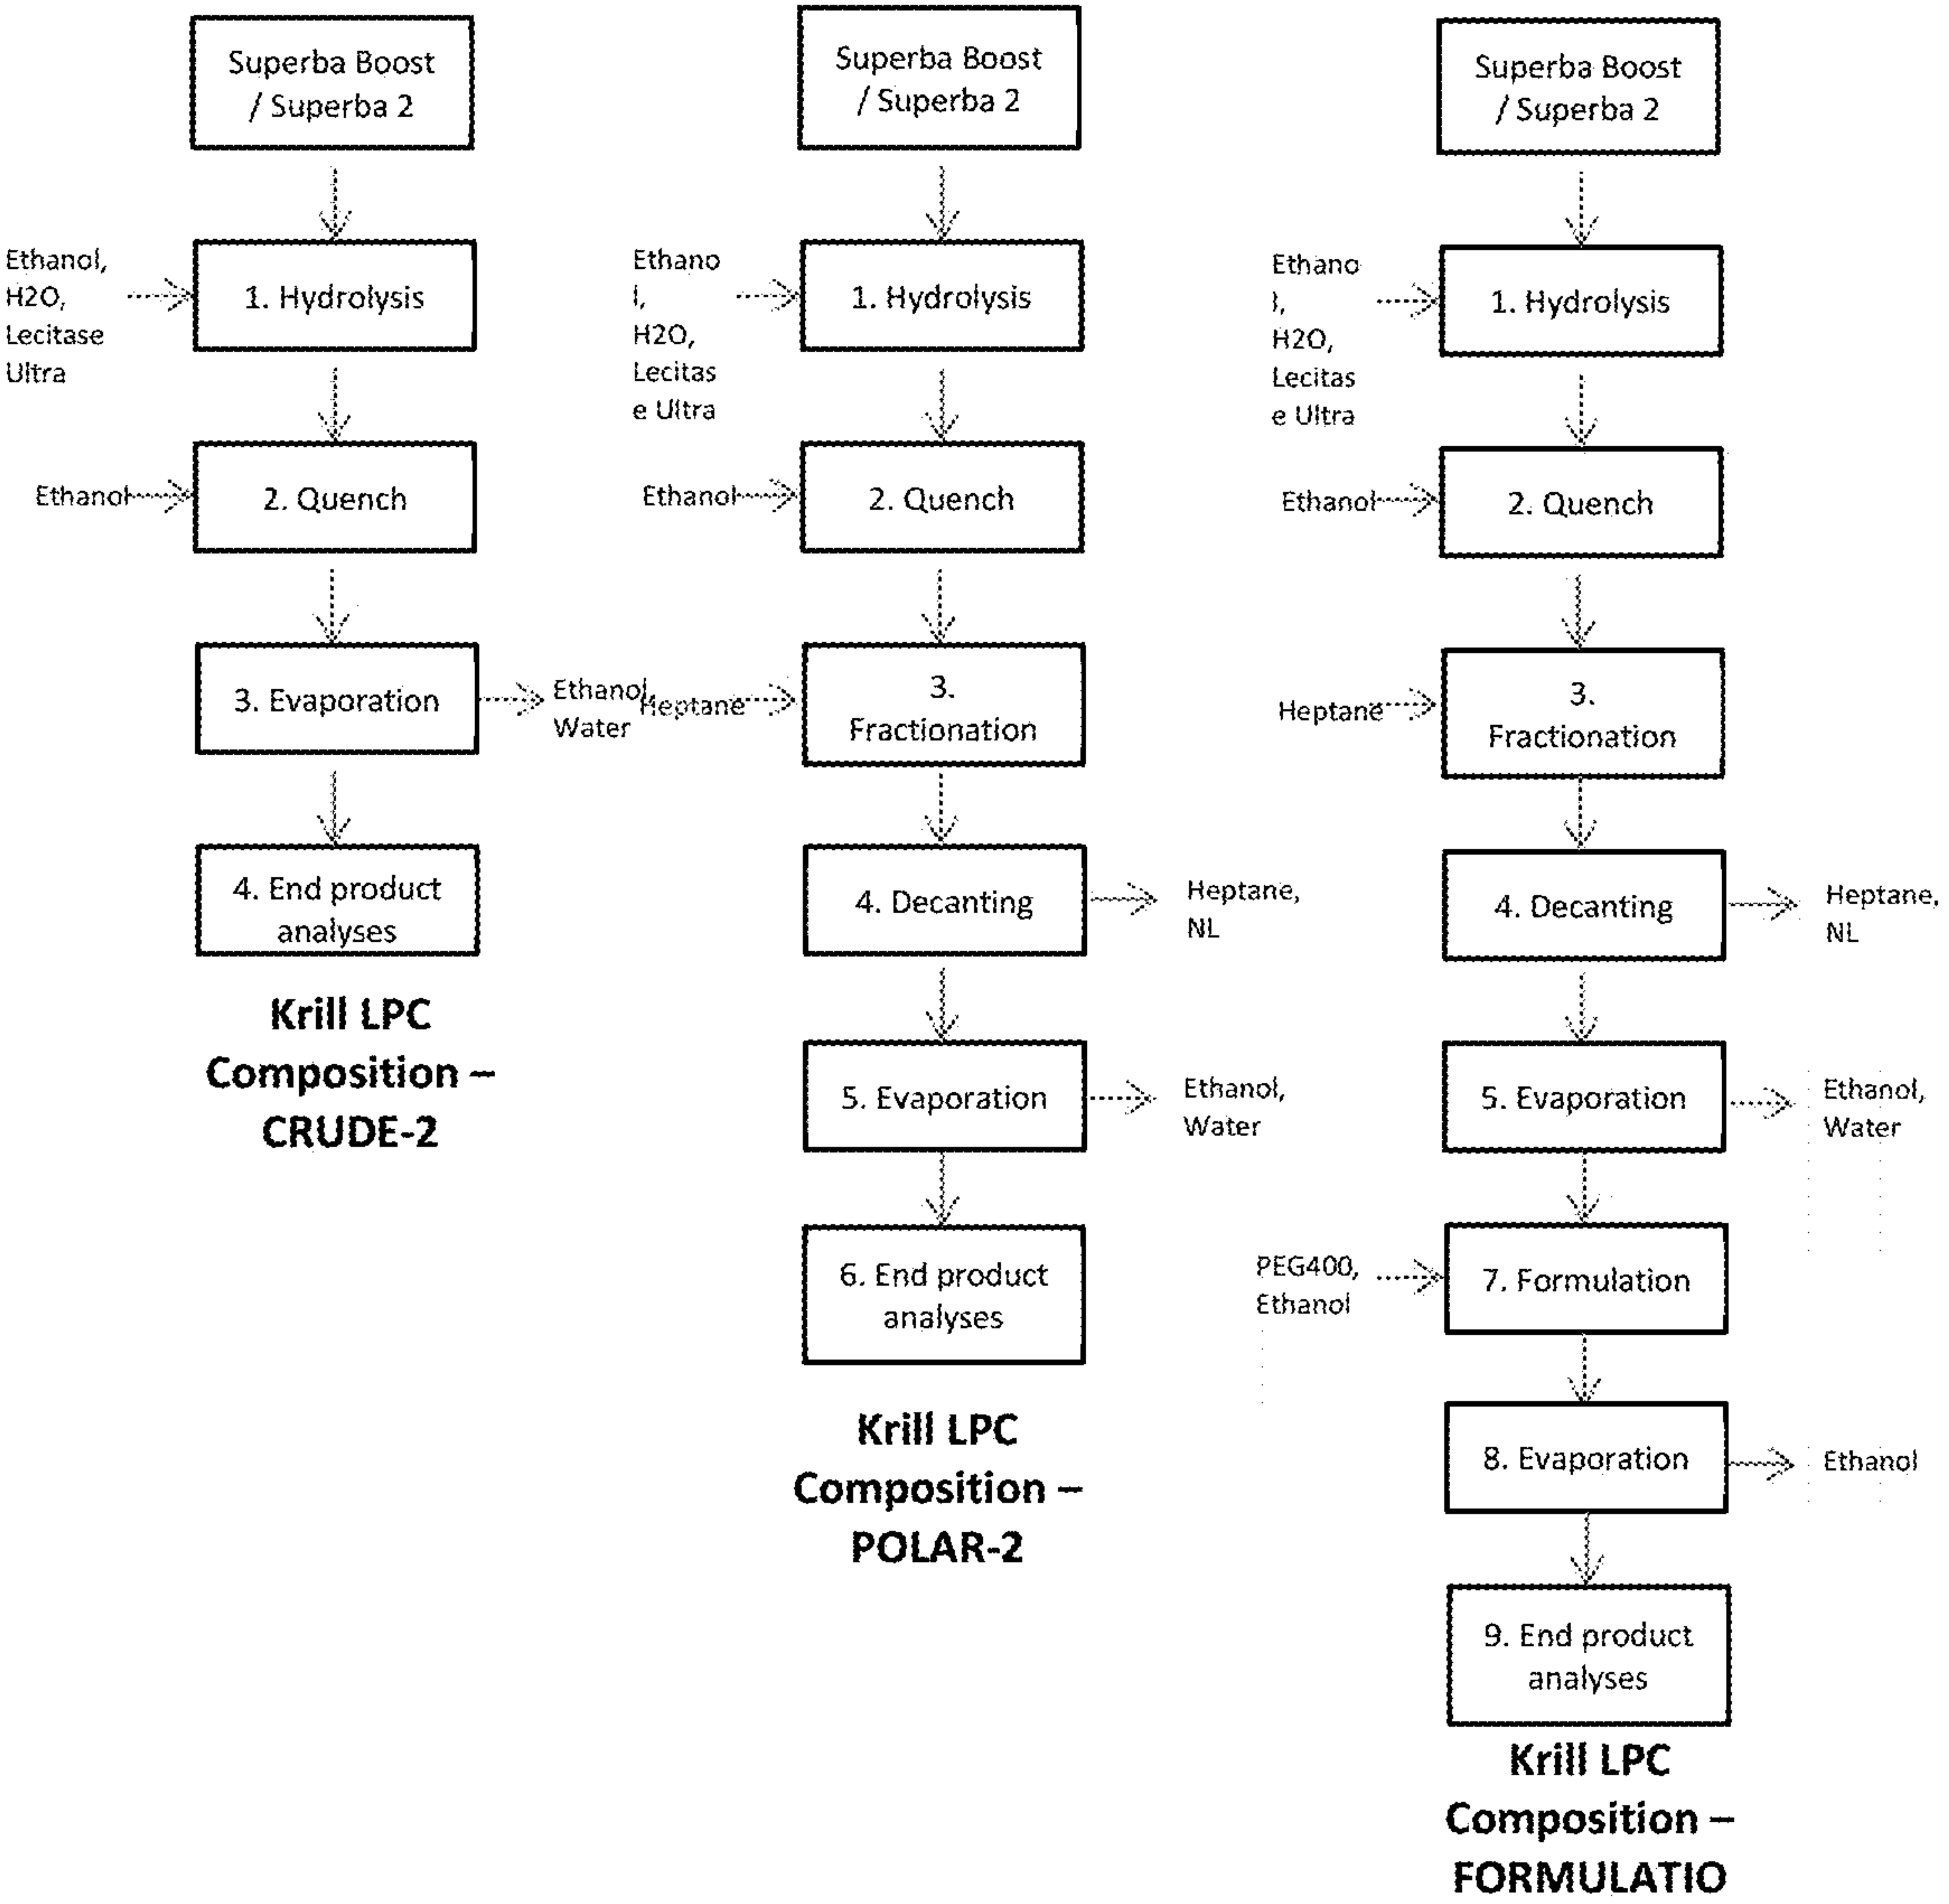 Superba Boost
/ Superba 2
Ethanol,
H2O,
Lecitase
Ultra
1. Hydrolysis
Ethanol
2. Quench
3. Evaporation
Ethanol,
Water
4. End product
analyses
Krill LPC
Composition –
CRUDE-2
Superba Boost
/ Superba 2
Ethano
l,
H2O,
Lecitas
e Ultra
1. Hydrolysis
Ethanol
2. Quench
Heptane
3.
Fractionation
4. Decanting
Heptane,
NL
5. Evaporation
Ethanol,
Water
6. End product
analyses
Krill LPC
Composition –
POLAR-2
Superba Boost
/ Superba 2
Ethano
l,
H2O,
Lecitas
e Ultra
1. Hydrolysis
Ethanol
2. Quench
Heptane
3.
Fractionation
4. Decanting
Heptane,
NL
5. Evaporation
Ethanol,
Water
PEG400,
Ethanol
7. Formulation
8. Evaporation
Ethanol
9. End product
analyses
Krill LPC
Composition –
FORMULATIO